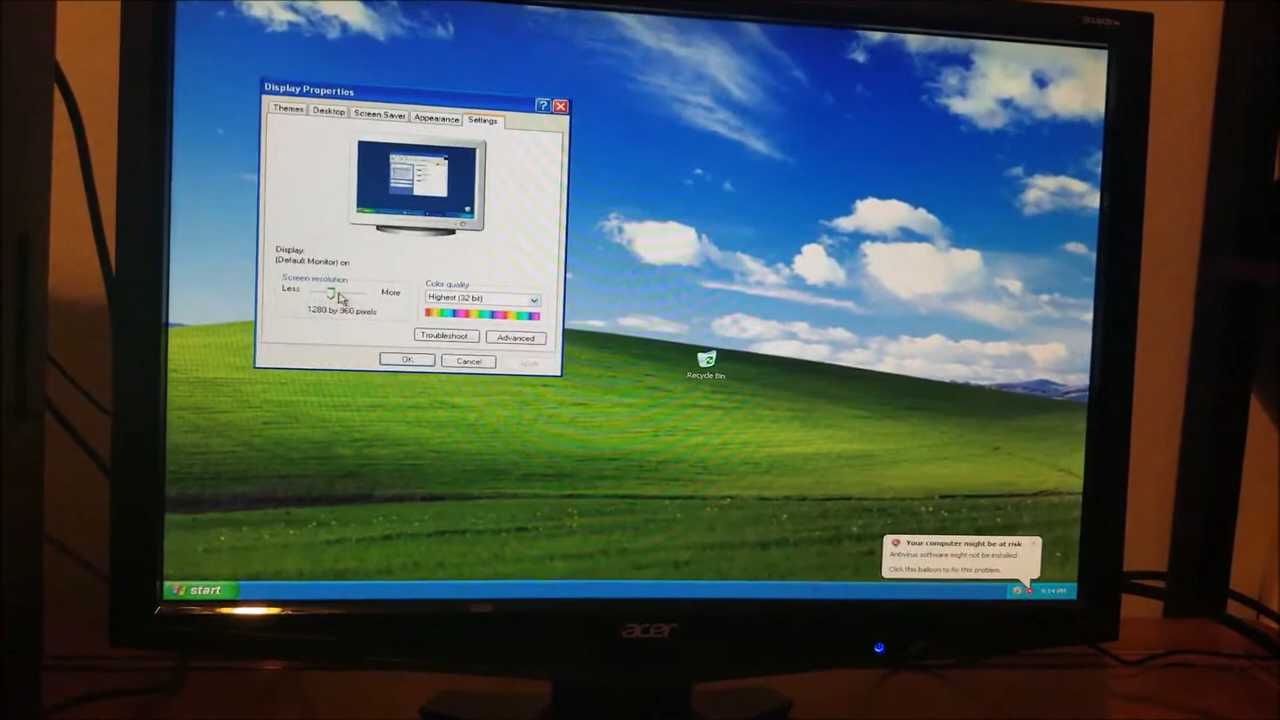 Display Properties
Themes
Desktop
Screen Saver
Appearance
Settings
Display:
(Default Monitor) on
Screen resolution
Less
More
1280 by 960 pixels
Color quality
Highest (32 bit)
Troubleshoot...
Advanced
OK
Cancel
Apply
Recycle Bin
Your computer might be at risk
Antivirus software might not be installed
Click this balloon to fix this problem.
start
acer